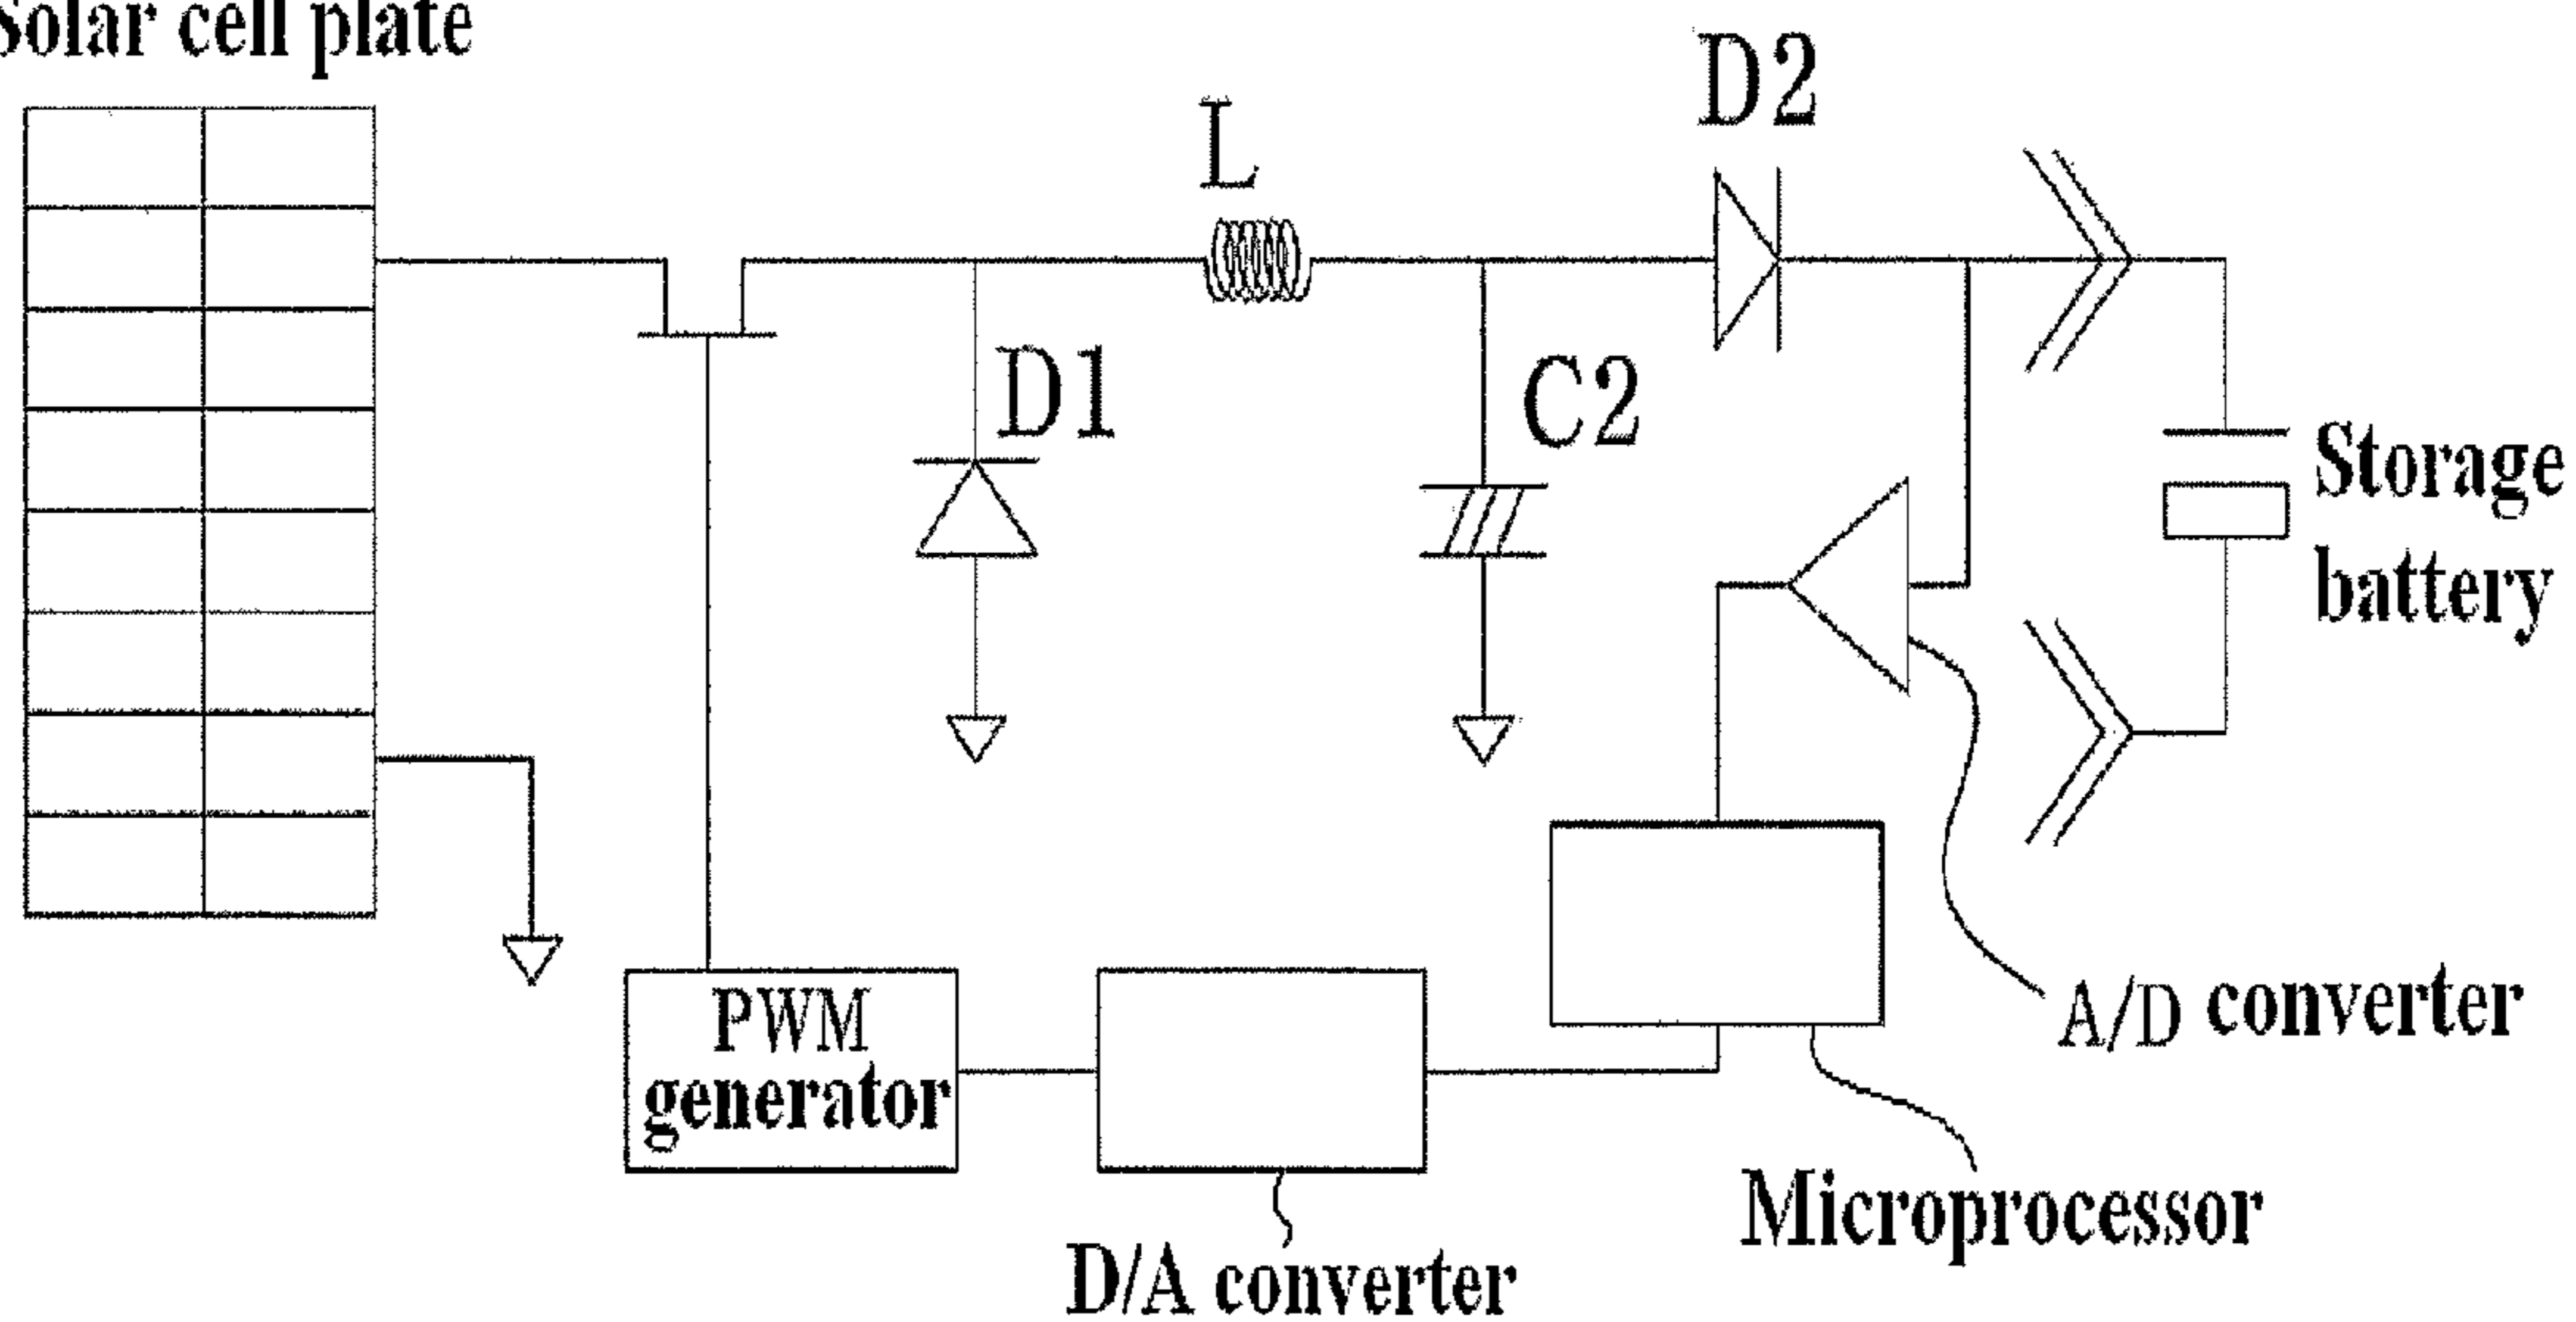 Solar cell plate
D2
L
D1
C2
Storage
battery
PWM
generator
A/D converter
Microprocessor
D/A converter